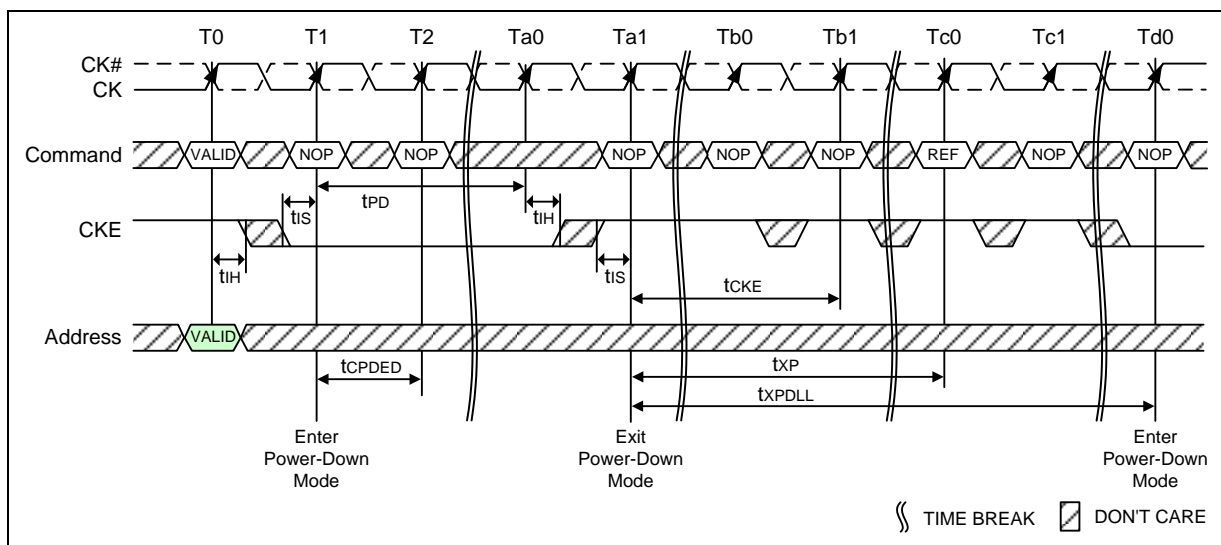 T0 T1 T2 Ta0 Ta1 Tb0 Tb1 Tc0 Tc1 Td0
CK#
CK
Command VALID NOP NOP NOP NOP NOP REF NOP NOP
tIS tPD tIH
CKE
tIH tIS
tCKE
Address VALID
tCPDED tXP
tXPDLL
Enter Power-Down Mode
Exit Power-Down Mode
Enter Power-Down Mode
TIME BREAK DON'T CARE